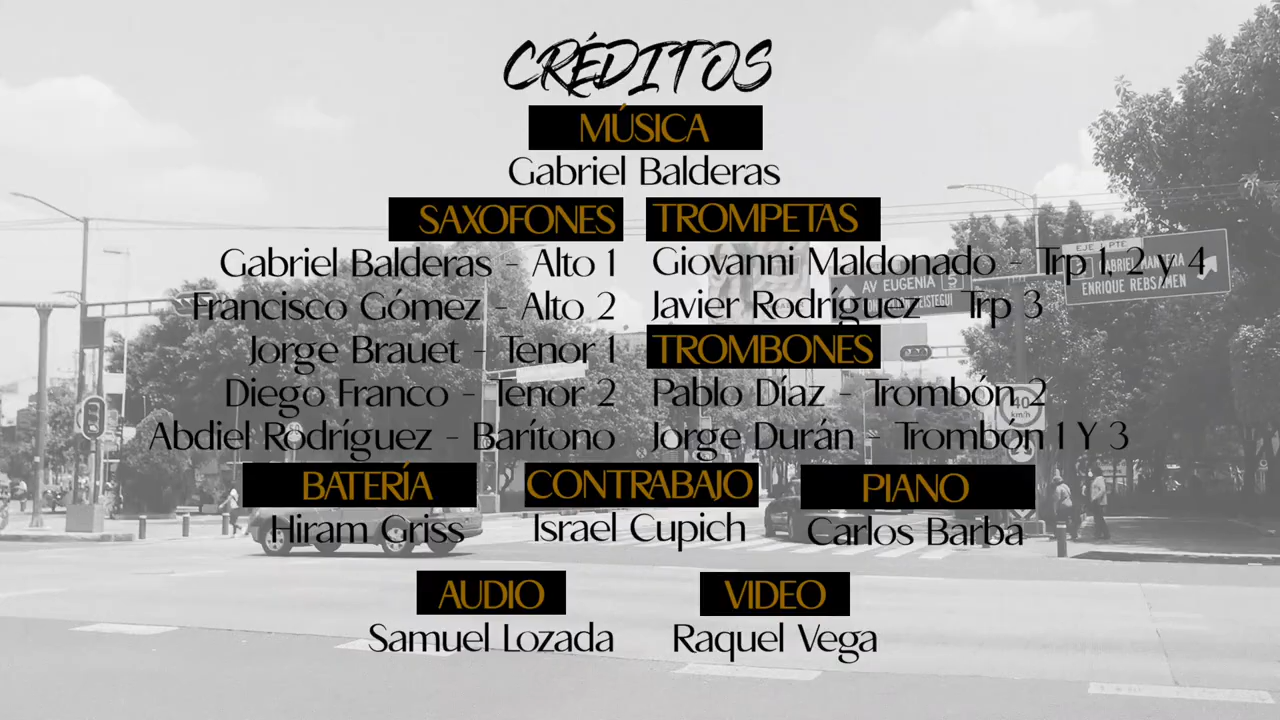 CRÉDITOS
MÚSICA
Gabriel Balderas
SAXOFONES
Gabriel Balderas - Alto 1
Francisco Gómez - Alto 2
Jorge Brauet - Tenor 1
Diego Franco - Tenor 2
Abdiel Rodríguez - Barítono
TROMPETAS
Giovanni Maldonado - Trp 1, 2 y 4
Javier Rodríguez - Trp 3
TROMBONES
Pablo Díaz - Trombón 2
Jorge Durán - Trombón 1 Y 3
BATERÍA
Hiram Griss
CONTRABAJO
Israel Cupich
PIANO
Carlos Barba
AUDIO
Samuel Lozada
VIDEO
Raquel Vega
EJE 1 PTE
ENRIQUE REBSAMEN
AV EUGENIA 5
40
km/h